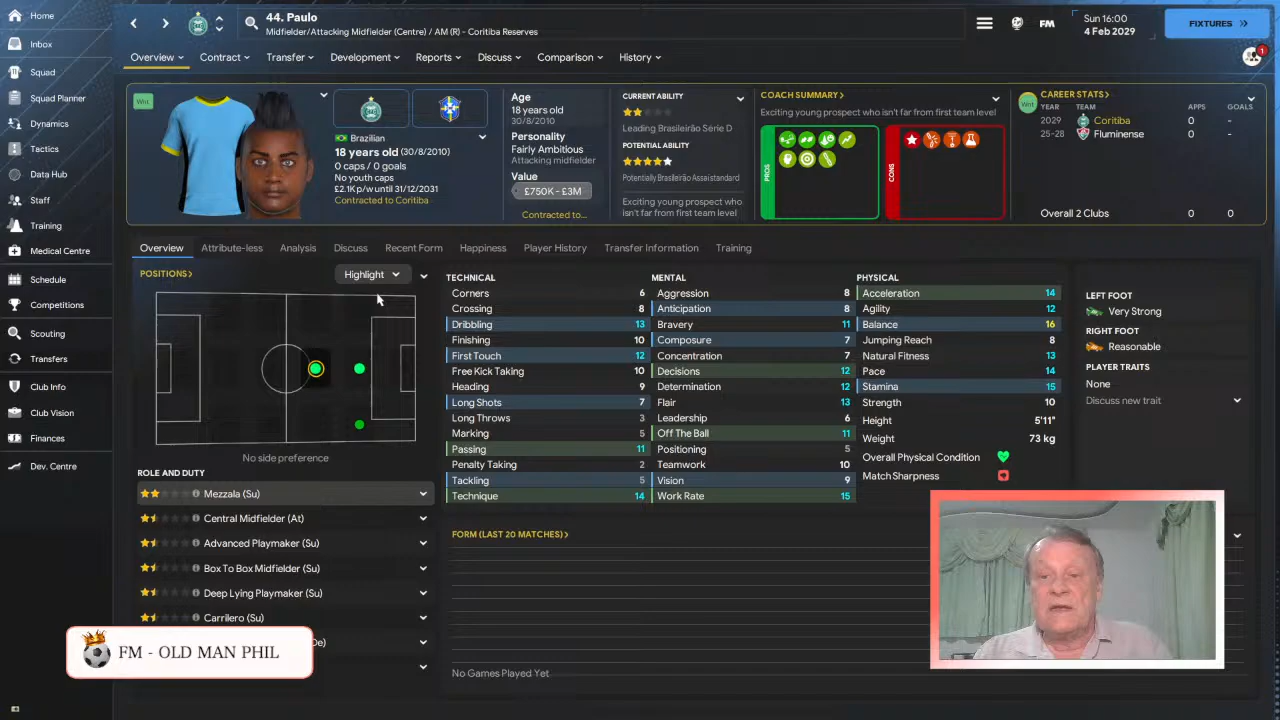 Home
Inbox
Squad
Squad Planner
Dynamics
Tactics
Data Hub
Staff
Training
Medical Centre
Schedule
Competitions
Scouting
Transfers
Club Info
Club Vision
Finances
Dev. Centre
44. Paulo
Midfielder/Attacking Midfielder (Centre) / AM (R) - Coritiba Reserves
FM
Sun 16:00
4 Feb 2029
FIXTURES
1
Overview
Contract
Transfer
Development
Reports
Discuss
Comparison
History
Wnt
Brazilian
18 years old (30/8/2010)
0 caps / 0 goals
No youth caps
£2.1K p/w until 31/12/2031
Contracted to Coritiba
Age
18 years old
30/8/2010
Personality
Fairly Ambitious
Attacking midfielder
Value
£750K - £3M
Contracted to...
CURRENT ABILITY
Leading Brasileirão Série D
POTENTIAL ABILITY
Potentially Brasileirão Assaí standard
Exciting young prospect who
isn't far from first team level
COACH SUMMARY
Exciting young prospect who isn't far from first team level
PROS
CONS
Wnt
CAREER STATS
YEAR TEAM APPS GOALS
2029 Coritiba 0 -
25-28 Fluminense 0 -
Overall 2 Clubs 0 0
Overview
Attribute-less
Analysis
Discuss
Recent Form
Happiness
Player History
Transfer Information
Training
POSITIONS
Highlight
No side preference
ROLE AND DUTY
Mezzala (Su)
Central Midfielder (At)
Advanced Playmaker (Su)
Box To Box Midfielder (Su)
Deep Lying Playmaker (Su)
Carrilero (Su)
De)
FM - OLD MAN PHIL
TECHNICAL
Corners 6
Crossing 8
Dribbling 13
Finishing 10
First Touch 12
Free Kick Taking 10
Heading 9
Long Shots 7
Long Throws 3
Marking 5
Passing 11
Penalty Taking 2
Tackling 5
Technique 14
MENTAL
Aggression 8
Anticipation 8
Bravery 11
Composure 7
Concentration 7
Decisions 12
Determination 12
Flair 13
Leadership 6
Off The Ball 11
Positioning 5
Teamwork 10
Vision 9
Work Rate 15
PHYSICAL
Acceleration 14
Agility 12
Balance 16
Jumping Reach 8
Natural Fitness 13
Pace 14
Stamina 15
Strength 10
Height 5'11"
Weight 73 kg
Overall Physical Condition
Match Sharpness
LEFT FOOT
Very Strong
RIGHT FOOT
Reasonable
PLAYER TRAITS
None
Discuss new trait
FORM (LAST 20 MATCHES)
No Games Played Yet